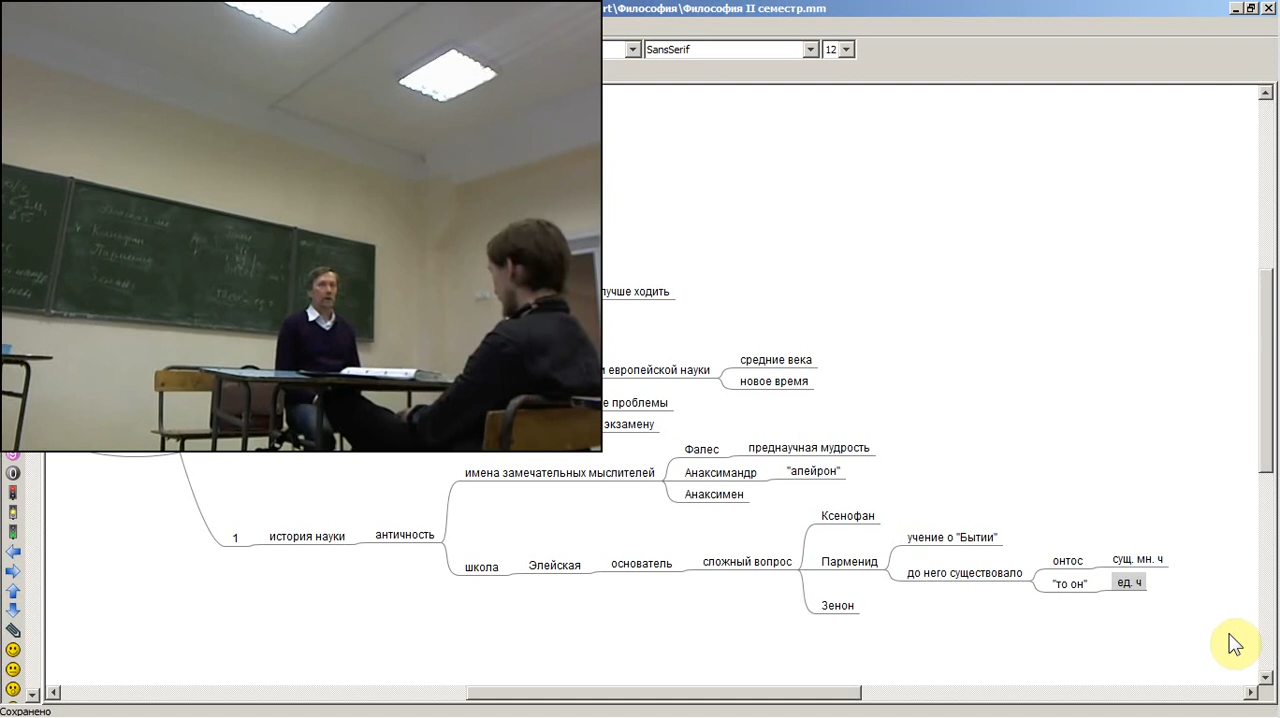 rt\Философия\Философия II семестр.mm
SansSerif
12
лучше ходить
и европейской науки
средние века
новое время
е проблемы
экзамену
1
история науки
античность
имена замечательных мыслителей
Фалес
преднаучная мудрость
Анаксимандр
"апейрон"
Анаксимен
школа
Элейская
основатель
сложный вопрос
Ксенофан
Парменид
учение о "Бытии"
до него существовало
онтос
сущ. мн. ч
"то он"
ед. ч
Зенон
Сохранено